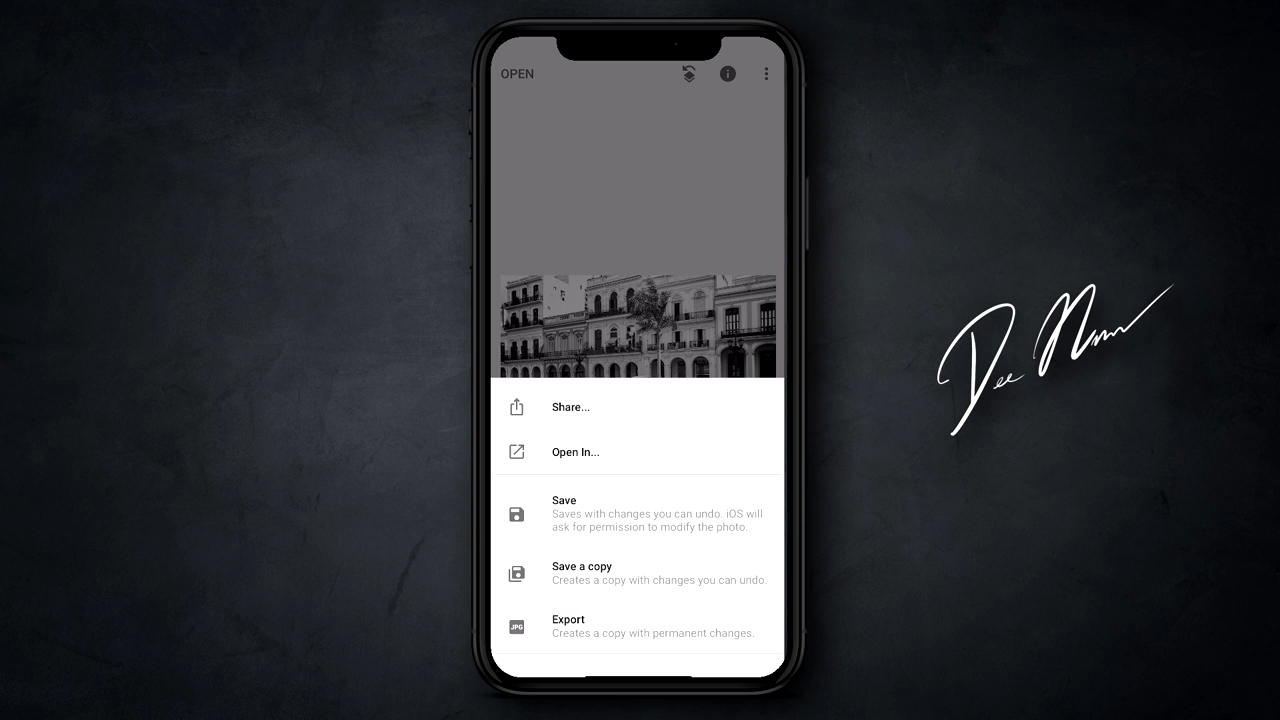 OPEN
Share...
Open In...
Save
Saves with changes you can undo. iOS will
ask for permission to modify the photo.
Save a copy
Creates a copy with changes you can undo.
JPG
Export
Creates a copy with permanent changes.